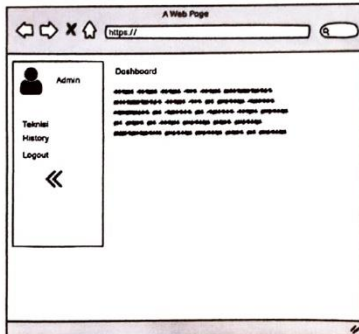 A Web Page
https://
Admin
Dashboard
Teknisi
History
Logout